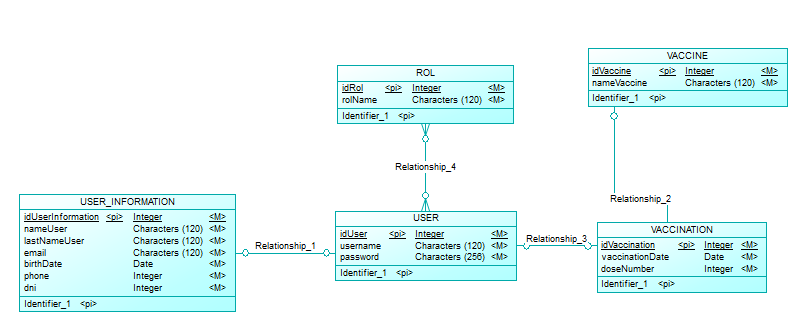 VACCINE
idVaccine <pi> Integer <M>
nameVaccine Characters (120) <M>
Identifier_1 <pi>
ROL
idRol <pi> Integer <M>
rolName Characters (120) <M>
Identifier_1 <pi>
Relationship_4
Relationship_2
USER_INFORMATION
idUserInformation <pi> Integer <M>
nameUser Characters (120) <M>
lastNameUser Characters (120) <M>
email Characters (120) <M>
birthDate Date <M>
phone Integer <M>
dni Integer <M>
Identifier_1 <pi>
Relationship_1
USER
idUser <pi> Integer <M>
username Characters (120) <M>
password Characters (256) <M>
Identifier_1 <pi>
Relationship_3
VACCINATION
idVaccination <pi> Integer <M>
vaccinationDate Date <M>
doseNumber Integer <M>
Identifier_1 <pi>